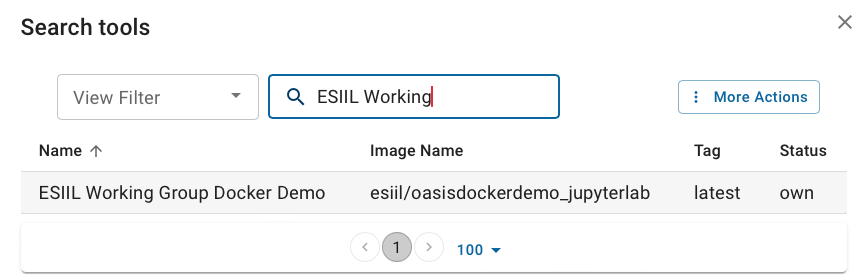 Search tools
View Filter
ESIIL Working
More Actions
Name Image Name Tag Status
ESIIL Working Group Docker Demo esiil/oasisdockerdemo_jupyterlab latest own
1 100